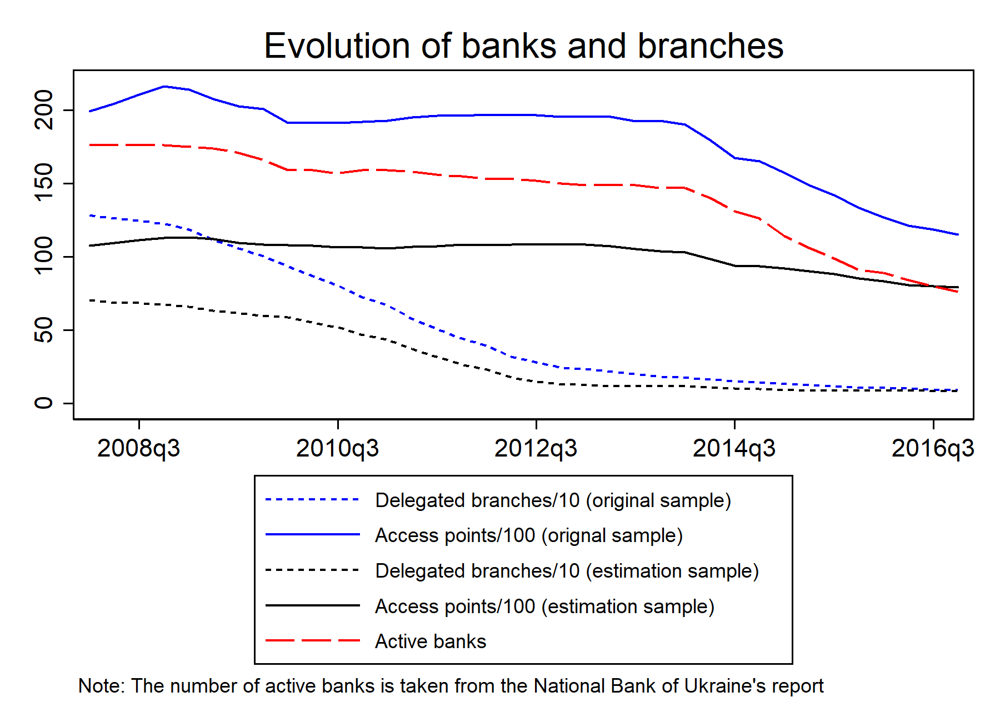 Evolution of banks and branches
200
150
100
50
0
2008q3 2010q3 2012q3 2014q3 2016q3
Delegated branches/10 (original sample)
Access points/100 (orignal sample)
Delegated branches/10 (estimation sample)
Access points/100 (estimation sample)
Active banks
Note: The number of active banks is taken from the National Bank of Ukraine's report